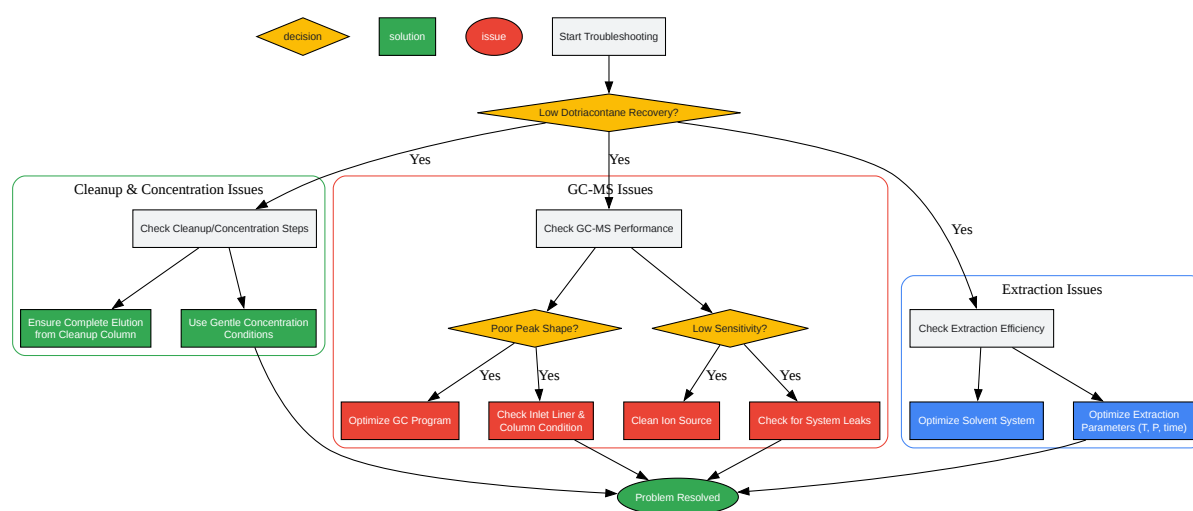 decision
solution
issue
Start Troubleshooting
Low Dotriacontane Recovery?
Yes
Yes
Yes
Cleanup & Concentration Issues
GC-MS Issues
Extraction Issues
Check Cleanup/Concentration Steps
Check GC-MS Performance
Check Extraction Efficiency
Ensure Complete Elution
from Cleanup Column
Use Gentle Concentration
Conditions
Poor Peak Shape?
Low Sensitivity?
Yes
Yes
Yes
Yes
Optimize GC Program
Check Inlet Liner &
Column Condition
Clean Ion Source
Check for System Leaks
Optimize Solvent System
Optimize Extraction
Parameters (T, P, time)
Problem Resolved